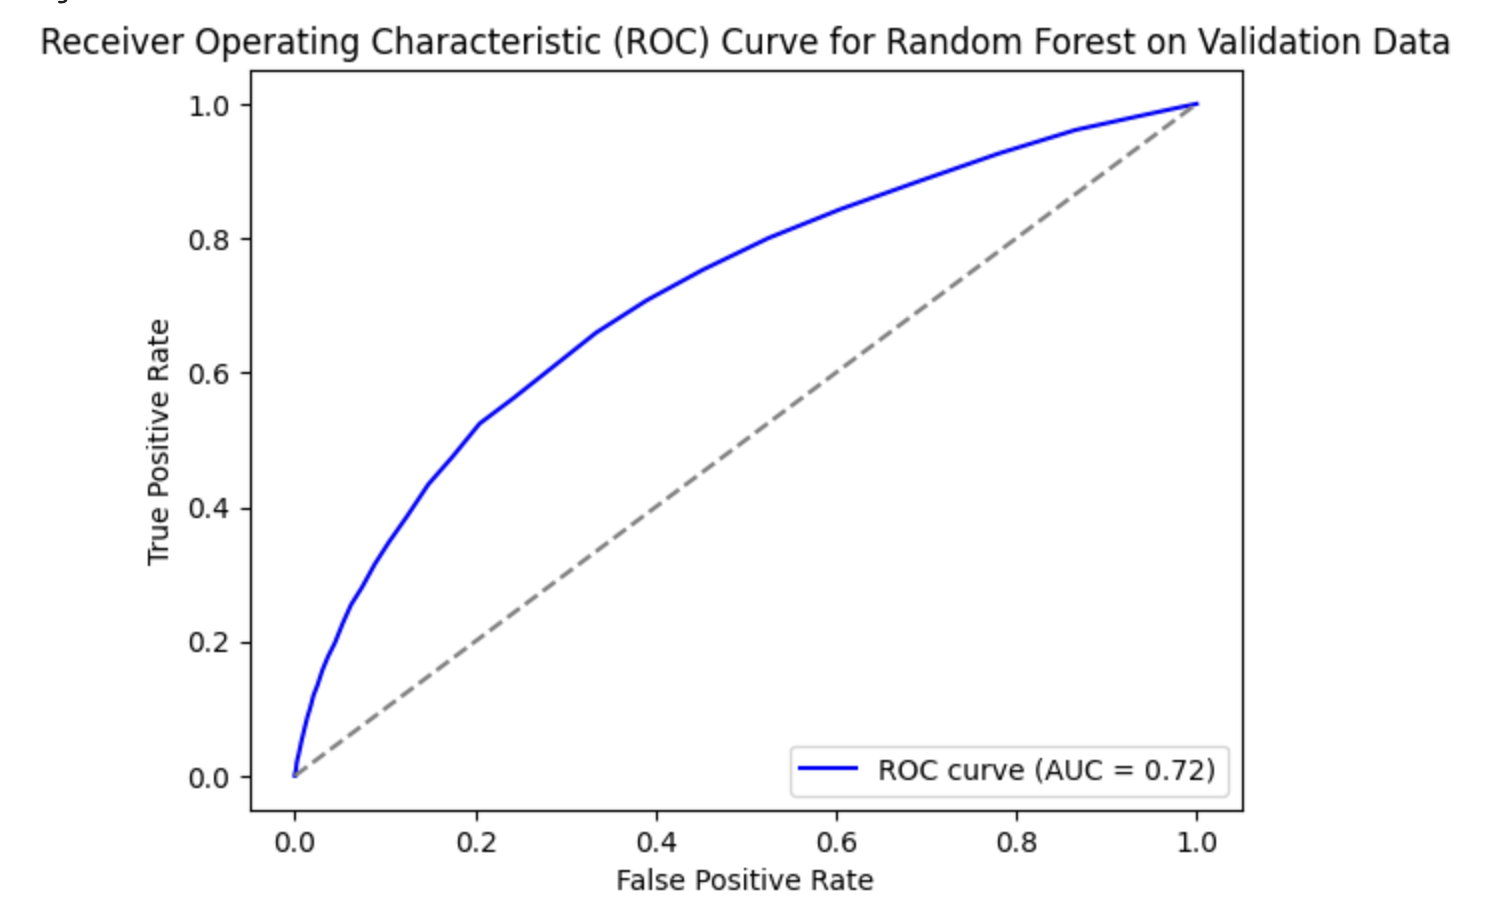 Receiver Operating Characteristic (ROC) Curve for Random Forest on Validation Data
1.0
0.8
0.6
0.4
0.2
0.0
True Positive Rate
ROC curve (AUC = 0.72)
0.0 0.2 0.4 0.6 0.8 1.0
False Positive Rate